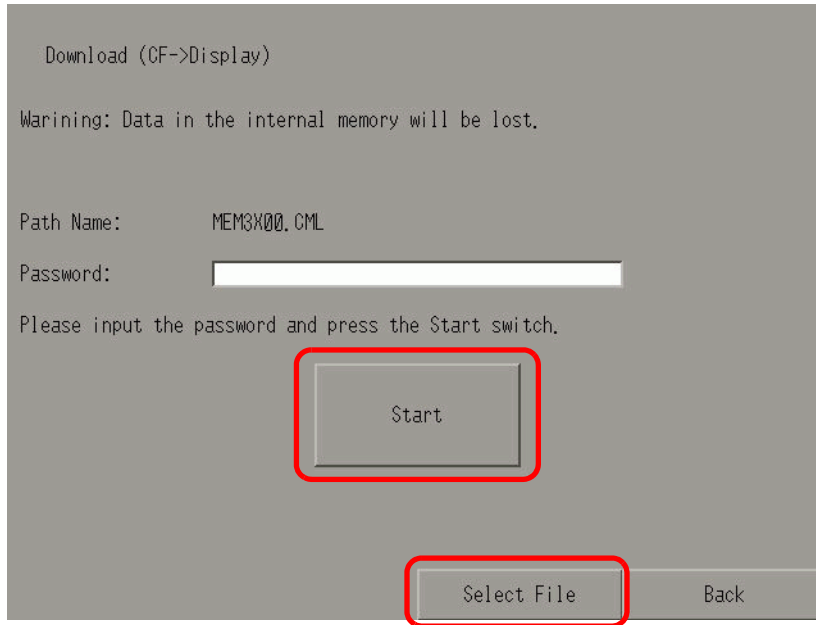 Download (CF->Display)
Warining: Data in the internal memory will be lost.
Path Name: MEM3X00.CML
Password:
Please input the password and press the Start switch.
Start
Select File Back